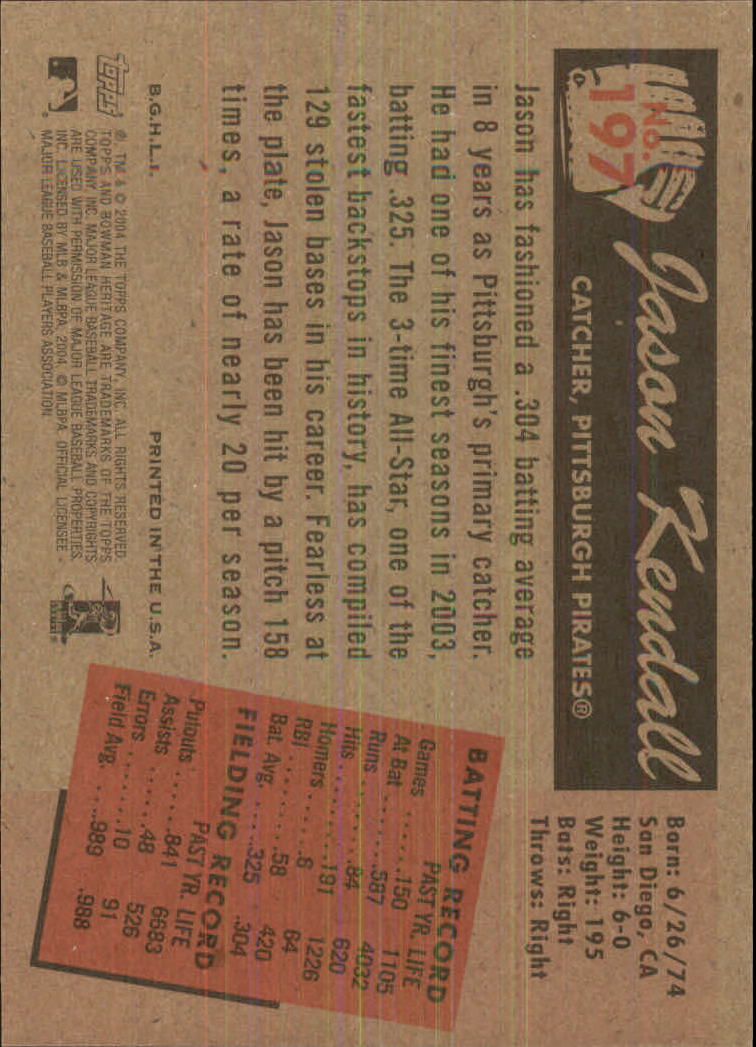 NO.
197
Jason Kendall
CATCHER, PITTSBURGH PIRATES®
Born: 6/26/74
San Diego, CA
Height: 6-0
Weight: 195
Bats: Right
Throws: Right
Jason has fashioned a .304 batting average
in 8 years as Pittsburgh's primary catcher.
He had one of his finest seasons in 2003,
batting .325. The 3-time All-Star, one of the
fastest backstops in history, has compiled
129 stolen bases in his career. Fearless at
the plate, Jason has been hit by a pitch 158
times, a rate of nearly 20 per season.
BATTING RECORD
PAST YR. LIFE
Games ......150 1105
At Bat ........587 4032
Runs ..........84 620
Hits ..........191 1226
Homers ........6 64
RBI ..........58 420
Bat. Avg. .....325 .304
FIELDING RECORD
PAST YR. LIFE
Putouts .....841 6683
Assists ......48 526
Errors .......10 91
Field Avg. ....989 .988
B.G.H.L.I.
PRINTED IN THE U.S.A.
topps
®, TM & © 2004 THE TOPPS COMPANY, INC. ALL RIGHTS RESERVED.
TOPPS AND BOWMAN HERITAGE ARE TRADEMARKS OF THE TOPPS
COMPANY, INC. MAJOR LEAGUE BASEBALL TRADEMARKS AND COPYRIGHTS
ARE USED WITH PERMISSION OF MAJOR LEAGUE BASEBALL PROPERTIES,
INC. LICENSED BY MLB & MLBPA, 2004. © MLBPA. OFFICIAL LICENSEE -
MAJOR LEAGUE BASEBALL PLAYERS ASSOCIATION.